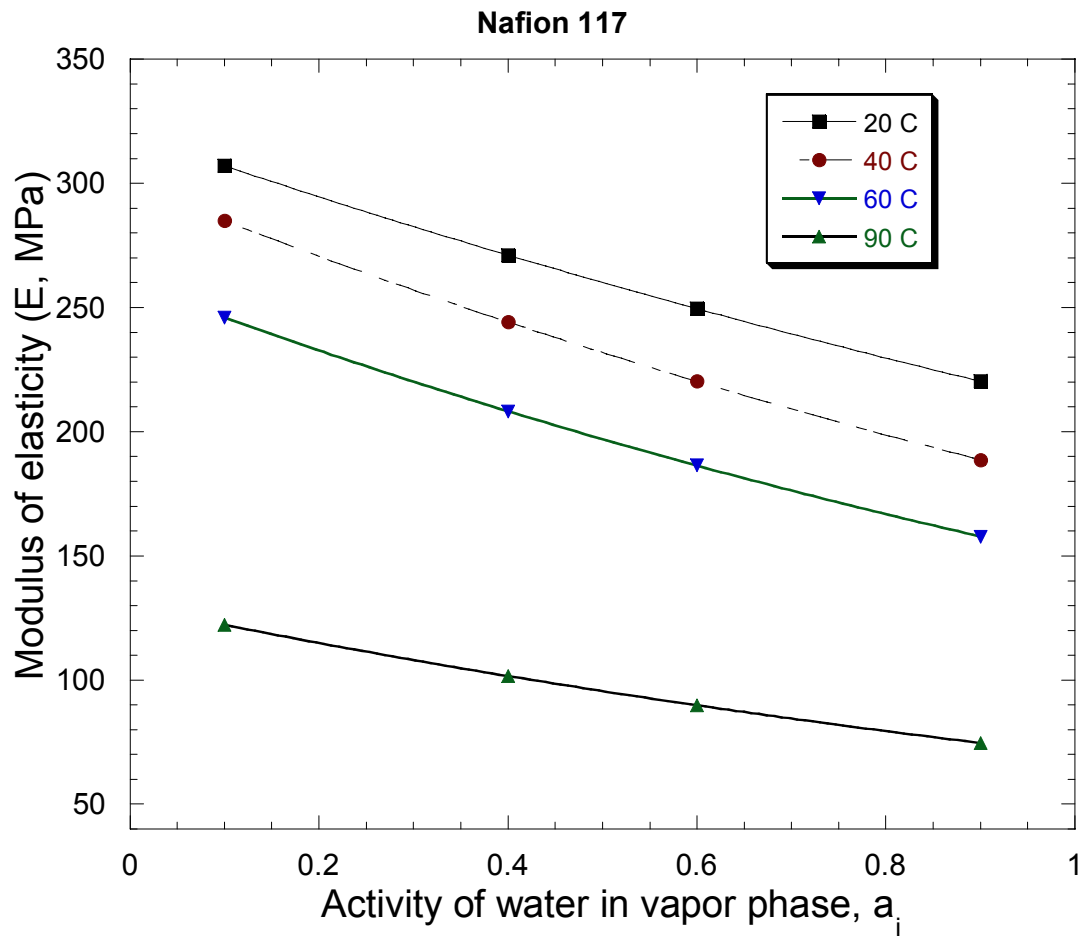 Nafion 117
350
300
250
200
150
100
50
Modulus of elasticity (E, MPa)
20 C
40 C
60 C
90 C
0
0.2
0.4
0.6
0.8
1
Activity of water in vapor phase, a_i